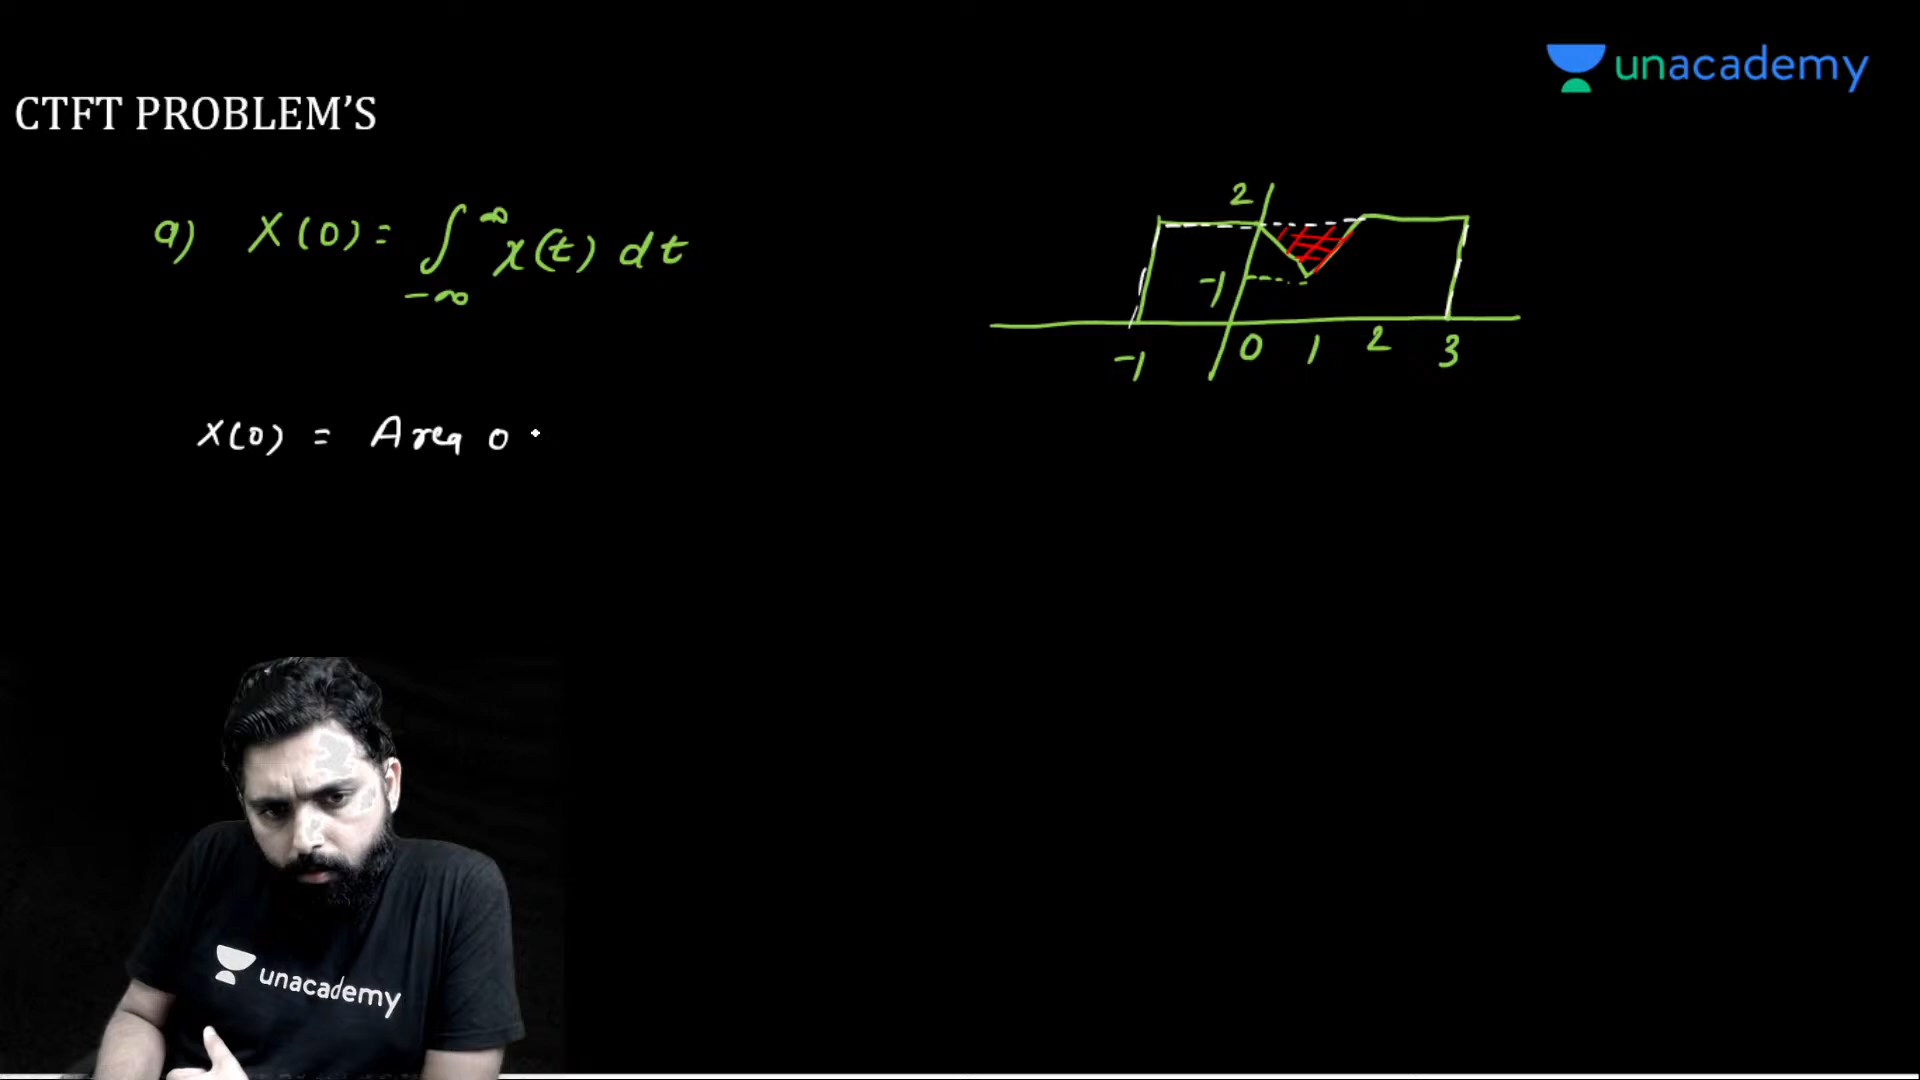 unacademy
CTFT PROBLEM'S
a) X(0) = ∫_{-∞}^{∞} x(t) dt
2
-1
-1 0 1 2 3
X(0) = Area o
unacademy